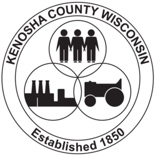 KENOSHA COUNTY WISCONSIN
Established 1850